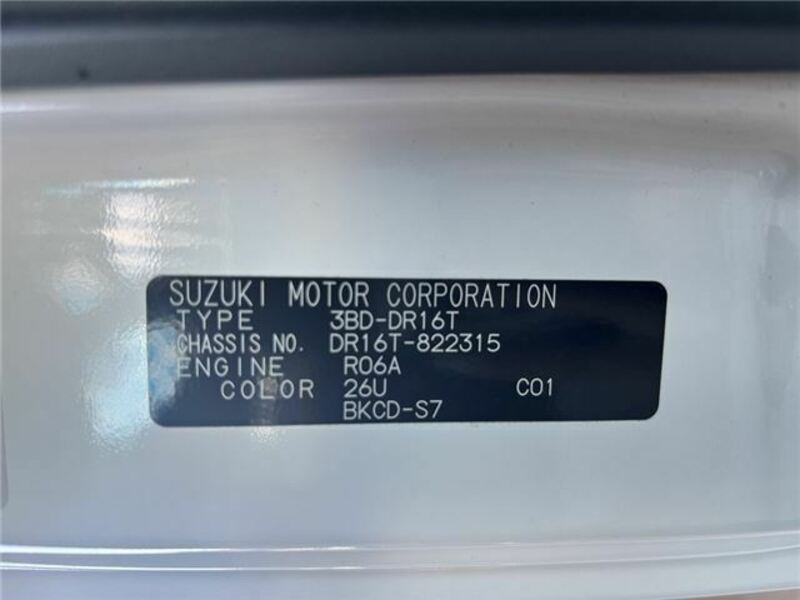 SUZUKI MOTOR CORPORATION
TYPE 3BD-DR16T
CHASSIS NO. DR16T-822315
ENGINE R06A
COLOR 26U C01
BKCD-S7